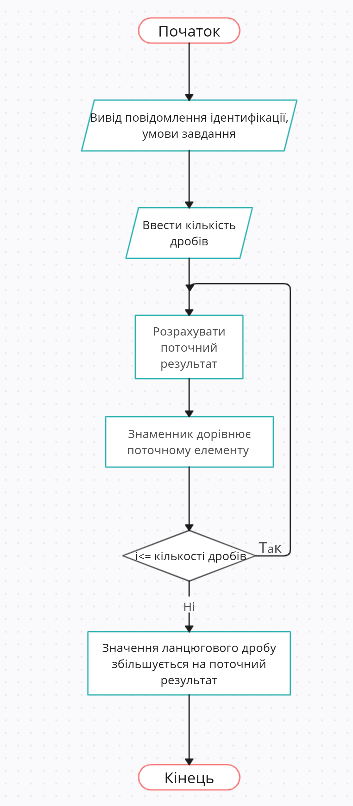 Початок
Вивід повідомлення ідентифікації,
умови завдання
Ввести кількість
дробів
Розрахувати
поточний
результат
Знаменник дорівнює
поточному елементу
i<= кількості дробів
Так
Ні
Значення ланцюгового дробу
збільшується на поточний
результат
Кінець